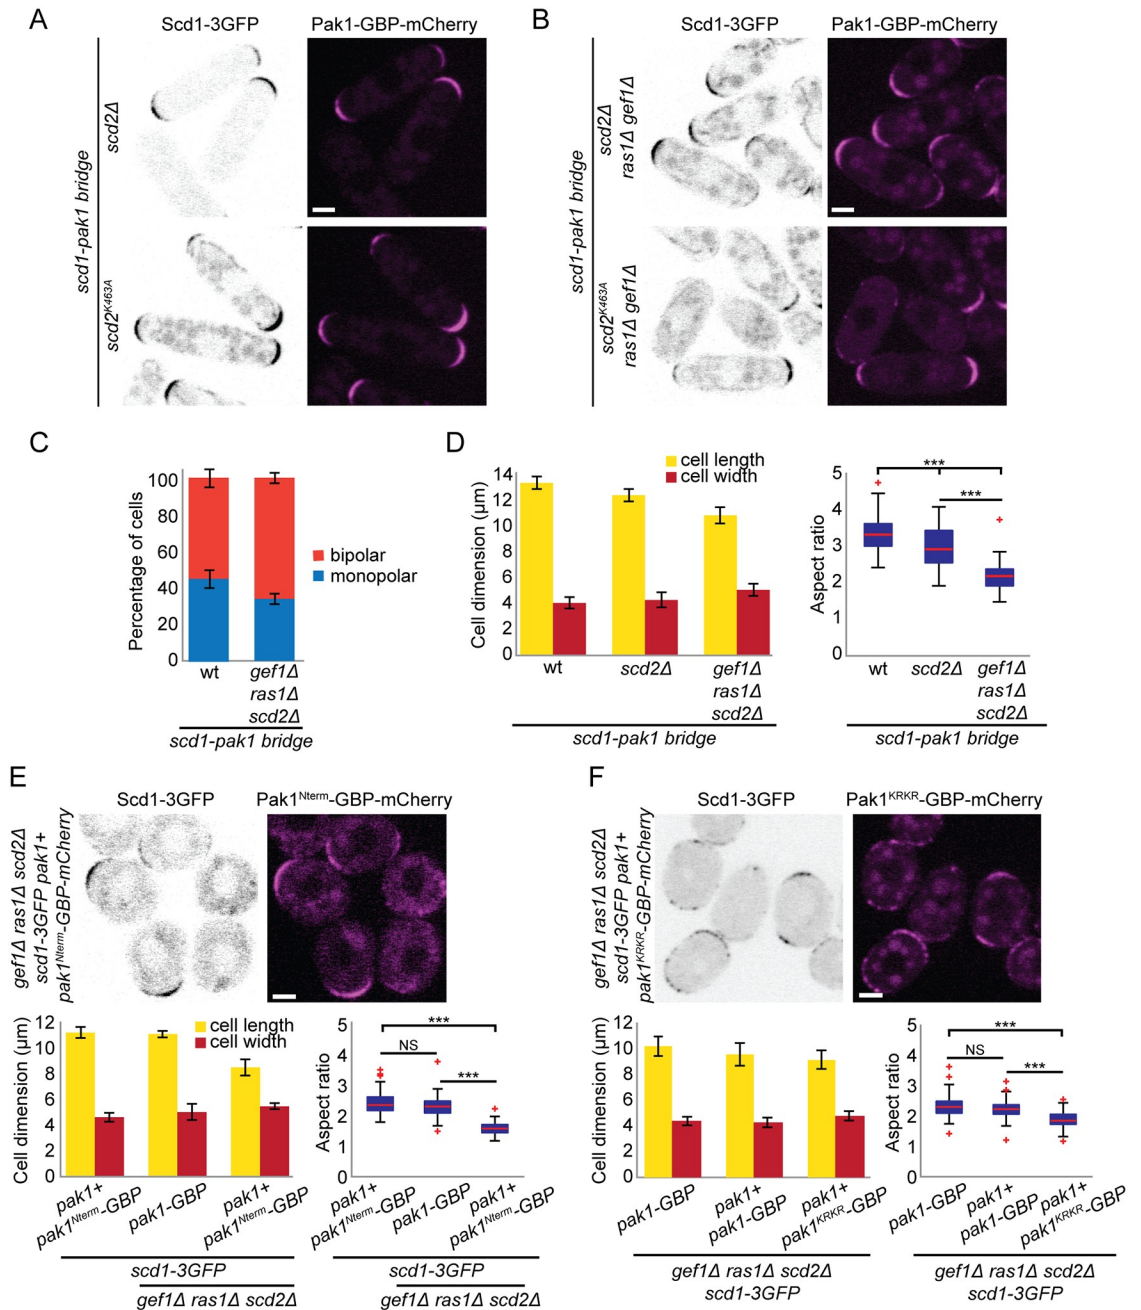 A
Scd1-3GFP
Pak1-GBP-mCherry
scd1-pak1 bridge
scd2Δ
scd2K463A
B
Scd1-3GFP
Pak1-GBP-mCherry
scd1-pak1 bridge
scd2Δ
ras1Δ gef1Δ
scd2K463A
ras1Δ gef1Δ
C
Percentage of cells
100
80
60
40
20
0
bipolar
monopolar
wt
gef1Δ
ras1Δ
scd2Δ
scd1-pak1 bridge
D
cell length
cell width
Cell dimension (µm)
14
12
10
8
6
4
2
0
wt
scd2Δ
gef1Δ
ras1Δ
scd2Δ
scd1-pak1 bridge
Aspect ratio
5
4
3
2
1
0
***
***
wt
scd2Δ
gef1Δ
ras1Δ
scd2Δ
scd1-pak1 bridge
E
Scd1-3GFP
Pak1Nterm-GBP-mCherry
gef1Δ ras1Δ scd2Δ
scd1-3GFP pak1+
pak1Nterm-GBP-mCherry
cell length
cell width
Cell dimension (µm)
12
10
8
6
4
2
0
pak1+
pak1Nterm-GBP
pak1-GBP
pak1+
pak1Nterm-GBP
scd1-3GFP
gef1Δ ras1Δ scd2Δ
Aspect ratio
5
4
3
2
1
0
***
NS
***
pak1+
pak1Nterm-GBP
pak1-GBP
pak1+
pak1Nterm-GBP
scd1-3GFP
gef1Δ ras1Δ scd2Δ
F
Scd1-3GFP
Pak1KRKR-GBP-mCherry
gef1Δ ras1Δ scd2Δ
scd1-3GFP pak1+
pak1KRKR-GBP-mCherry
Cell dimension (µm)
12
10
8
6
4
2
0
pak1-GBP
pak1+
pak1-GBP
pak1+
pak1KRKR-GBP
gef1Δ ras1Δ scd2Δ
scd1-3GFP
Aspect ratio
5
4
3
2
1
0
***
NS
***
pak1-GBP
pak1+
pak1-GBP
pak1+
pak1KRKR-GBP
gef1Δ ras1Δ scd2Δ
scd1-3GFP